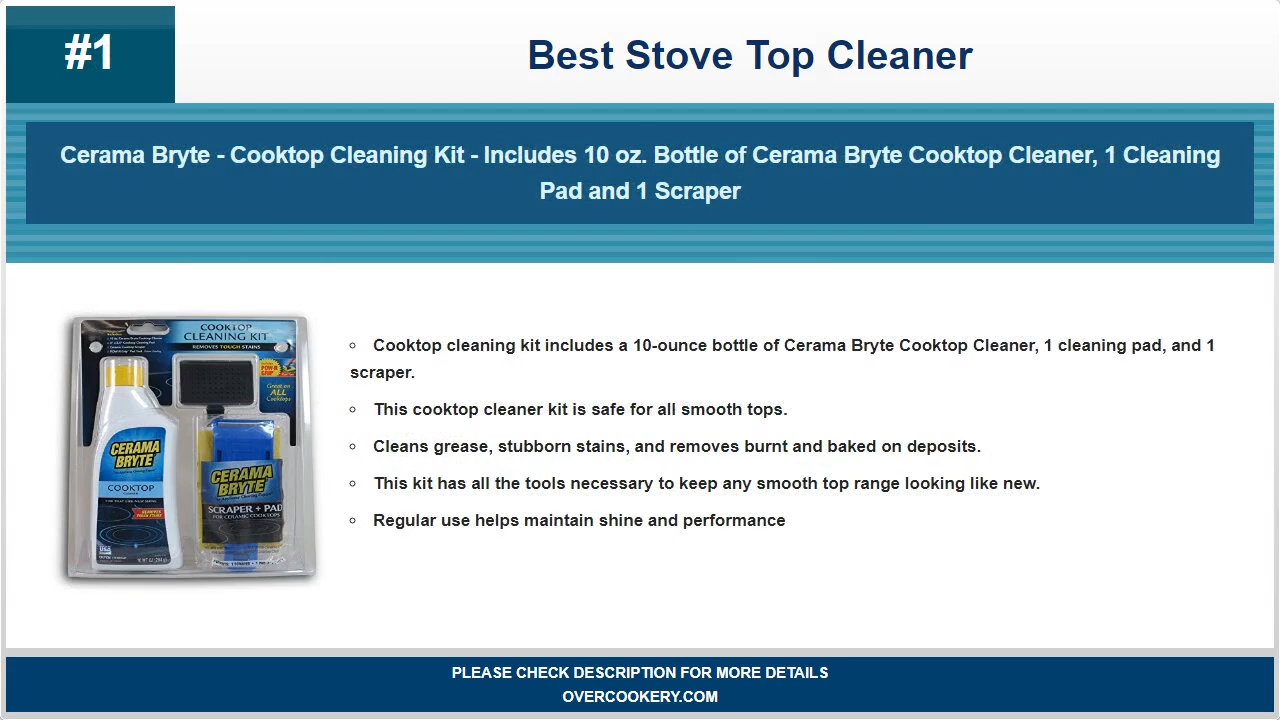 #1
Best Stove Top Cleaner
Cerama Bryte - Cooktop Cleaning Kit - Includes 10 oz. Bottle of Cerama Bryte Cooktop Cleaner, 1 Cleaning
Pad and 1 Scraper
COOKTOP
CLEANING KIT
REMOVES TOUGH STAINS
POW-R
GRIP
Great on
ALL
Cooktops
CERAMA
BRYTE
COOKTOP
CERAMA
BRYTE
SCRAPER + PAD
FOR CERAMIC COOKTOPS
USA
Cooktop cleaning kit includes a 10-ounce bottle of Ceram Bryte Cooktop Cleaner, 1 cleaning pad, and 1
scraper.
This cooktop cleaner kit is safe for all smooth tops.
Cleans grease, stubborn stains, and removes burnt and baked on deposits.
This kit has all the tools necessary to keep any smooth top range looking like new.
Regular use helps maintain shine and performance
PLEASE CHECK DESCRIPTION FOR MORE DETAILS
OVERCOOKERY.COM